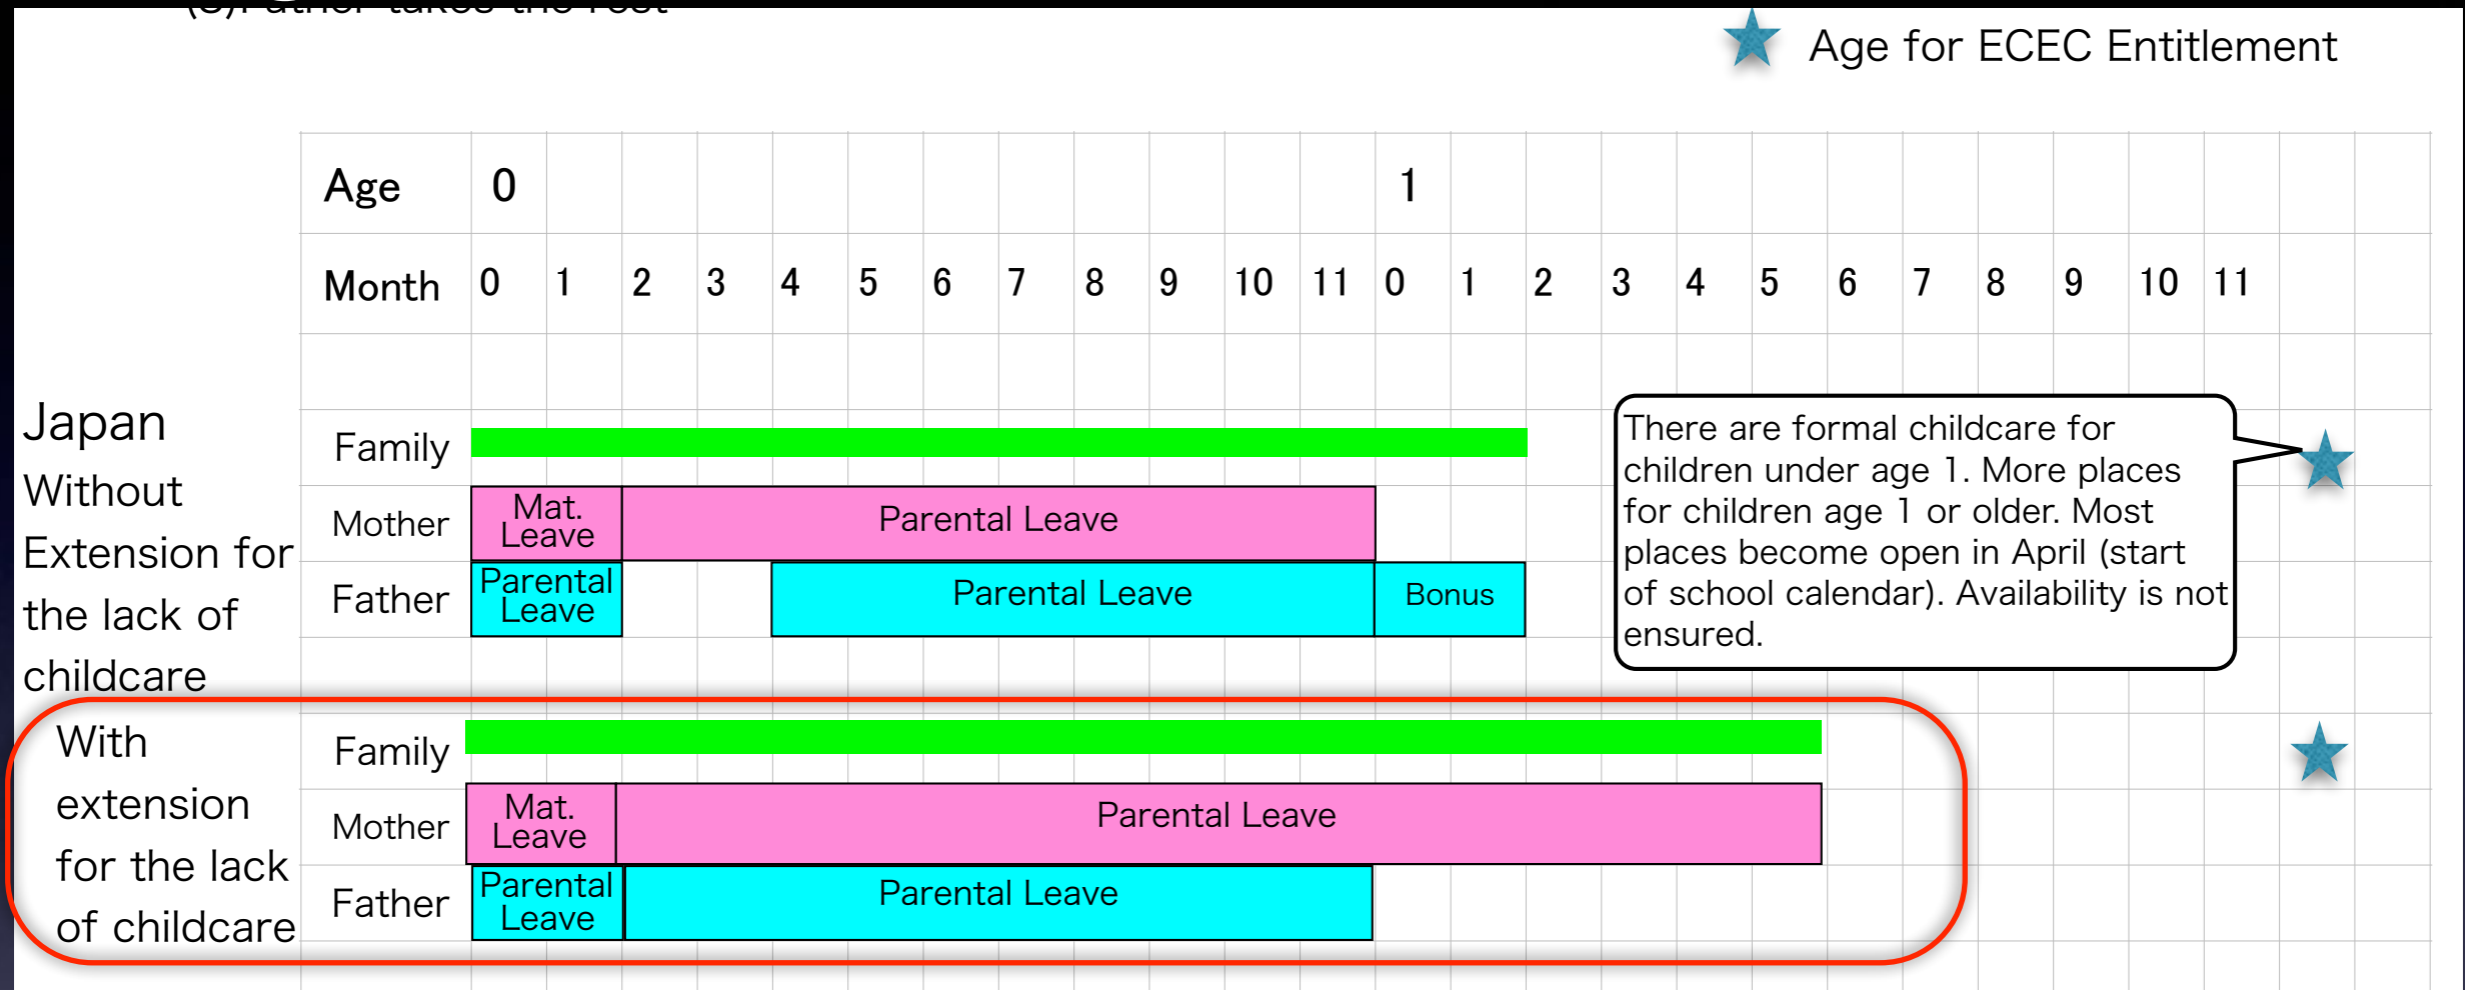 (3)Father takes the rest
Age for ECEC Entitlement
Age 0 1
Month 0 1 2 3 4 5 6 7 8 9 10 11 0 1 2 3 4 5 6 7 8 9 10 11
Japan
Without
Extension for
the lack of
childcare
Family
Mother
Mat.
Leave
Parental Leave
Father
Parental
Leave
Parental Leave
Bonus
There are formal childcare for
children under age 1. More places
for children age 1 or older. Most
places become open in April (start
of school calendar). Availability is not
ensured.
With
extension
for the lack
of childcare
Family
Mother
Mat.
Leave
Parental Leave
Father
Parental
Leave
Parental Leave